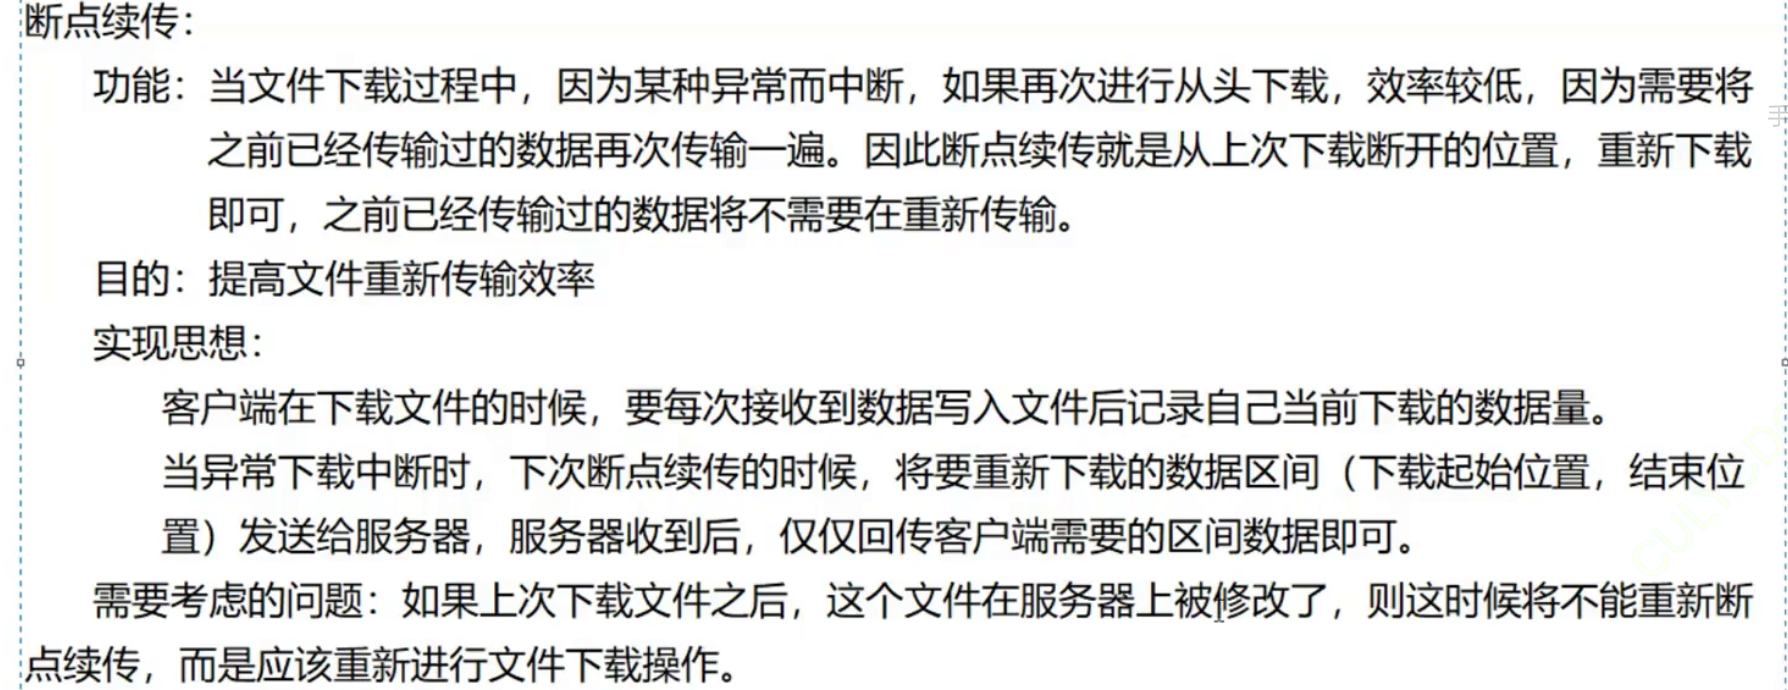 断点续传：
功能：当文件下载过程中，因为某种异常而中断，如果再次进行从头下载，效率较低，因为需要将
之前已经传输过的数据再次传输一遍。因此断点续传就是从上次下载断开的位置，重新下载
即可，之前已经传输过的数据将不需要在重新传输。
目的：提高文件重新传输效率
实现思想：
客户端在下载文件的时候，要每次接收到数据写入文件后记录自己当前下载的数据量。
当异常下载中断时，下次断点续传的时候，将要重新下载的数据区间（下载起始位置，结束位
置）发送给服务器，服务器收到后，仅仅回传客户端需要的区间数据即可。
需要考虑的问题：如果上次下载文件之后，这个文件在服务器上被修改了，则这时候将不能重新断
点续传，而是应该重新进行文件下载操作。